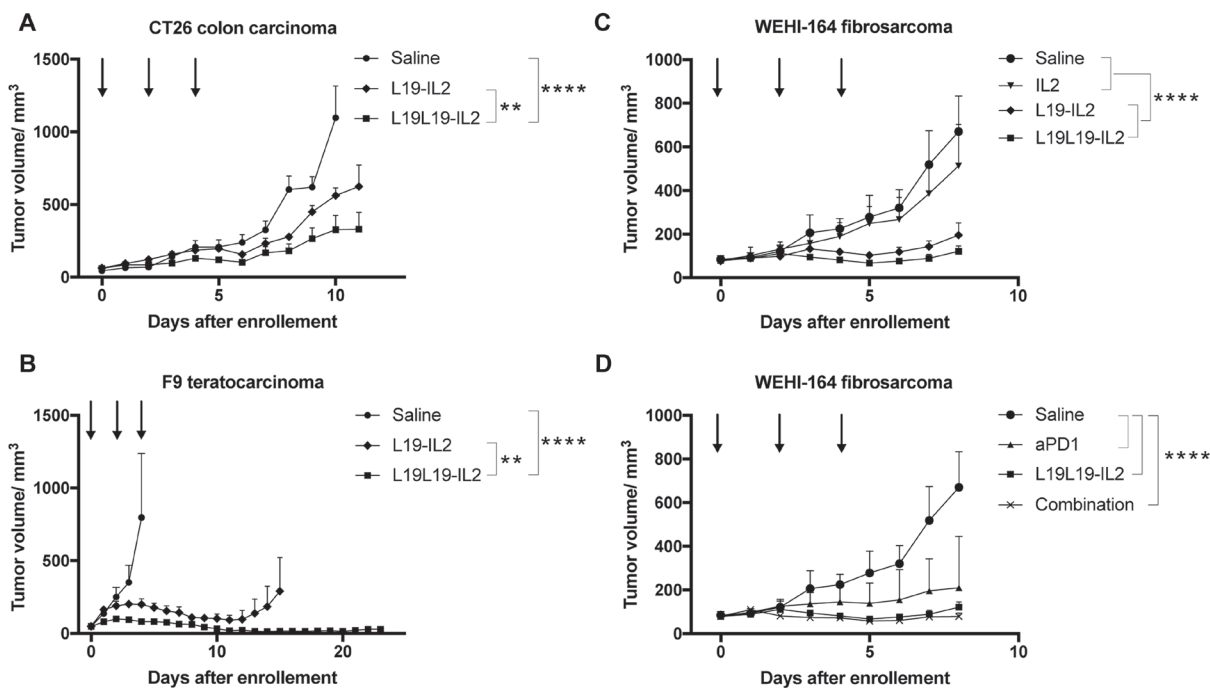 A
CT26 colon carcinoma
Tumor volume/ mm3
1500
1000
500
0
0
5
10
Days after enrollement
Saline
L19-IL2
L19L19-IL2
**
****
C
WEHI-164 fibrosarcoma
Tumor volume/ mm3
1000
800
600
400
200
0
0
5
10
Days after enrollement
Saline
IL2
L19-IL2
L19L19-IL2
****
B
F9 teratocarcinoma
Tumor volume/ mm3
1500
1000
500
0
0
10
20
Days after enrollement
Saline
L19-IL2
L19L19-IL2
**
****
D
WEHI-164 fibrosarcoma
Tumor volume/ mm3
1000
800
600
400
200
0
0
5
10
Days after enrollement
Saline
aPD1
L19L19-IL2
Combination
****